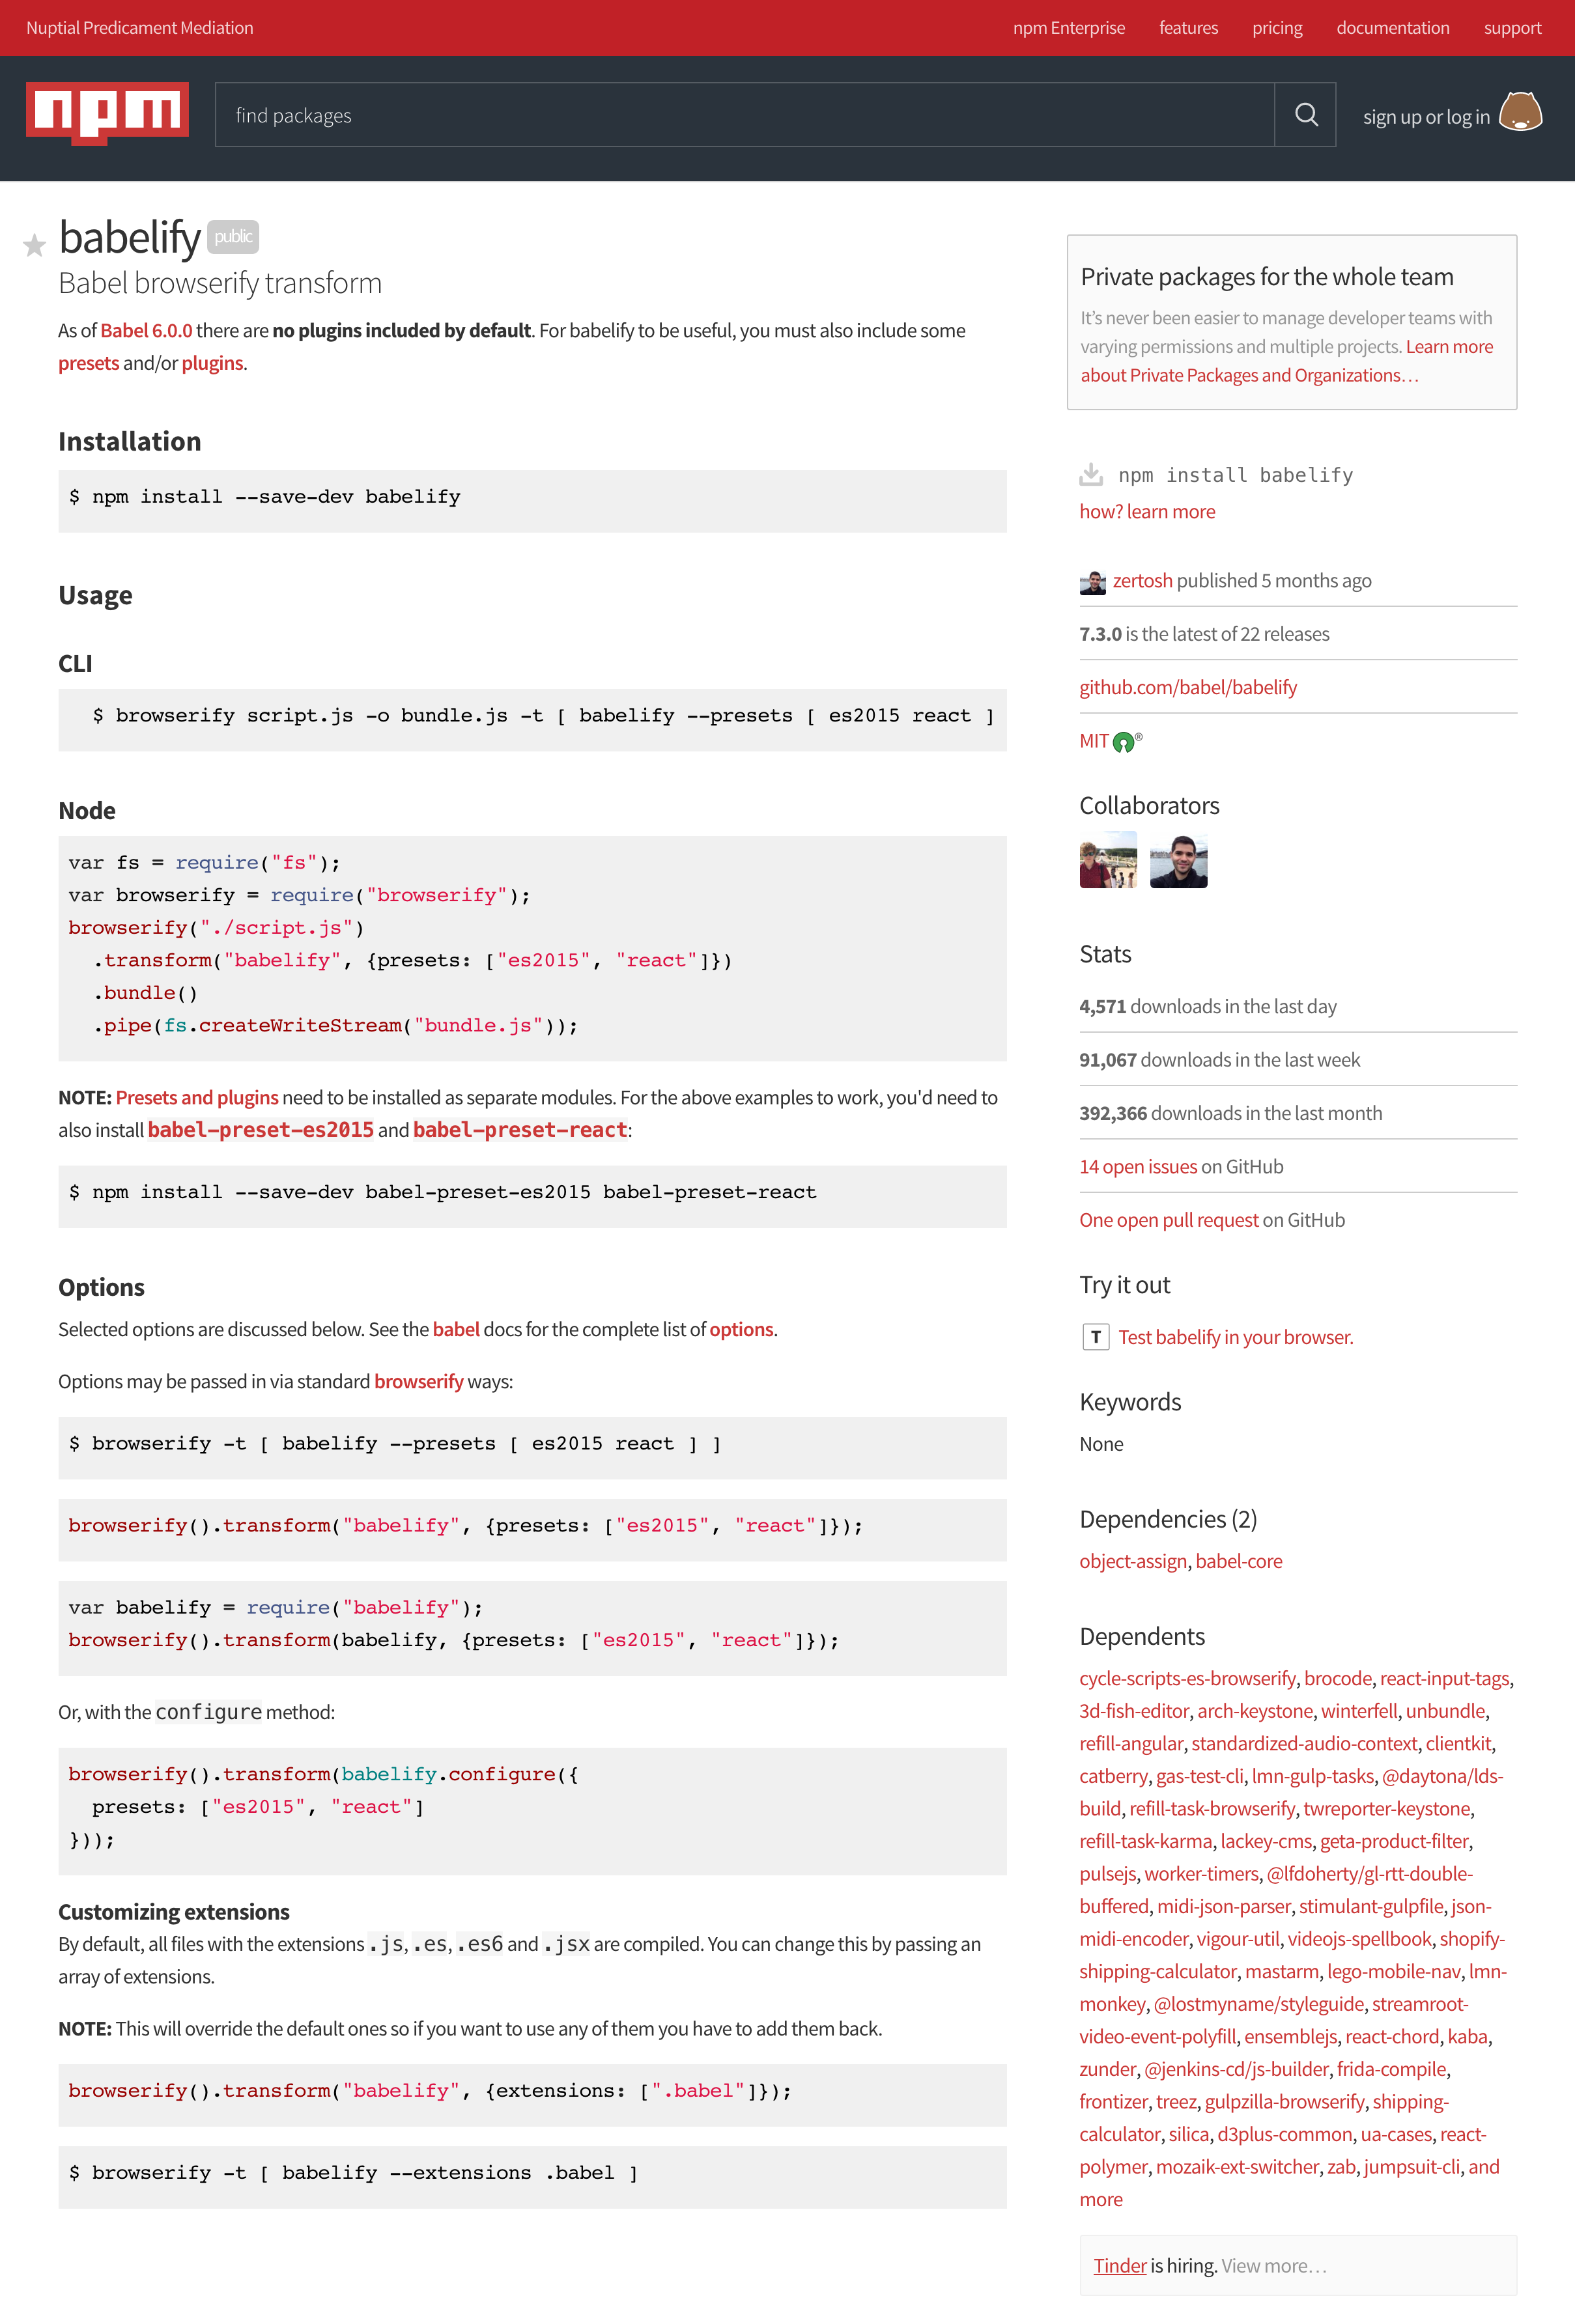 Nuptial Predicament Mediation
npm Enterprise features pricing documentation support
npm
find packages
sign up or log in
babelify public
Babel browserify transform
As of Babel 6.0.0 there are no plugins included by default. For babelify to be useful, you must also include some
presets and/or plugins.
Installation
$ npm install --save-dev babelify
Usage
CLI
$ browserify script.js -o bundle.js -t [ babelify --presets [ es2015 react ]
Node
var fs = require("fs");
var browserify = require("browserify");
browserify("./script.js")
  .transform("babelify", {presets: ["es2015", "react"]})
  .bundle()
  .pipe(fs.createWriteStream("bundle.js"));
NOTE: Presets and plugins need to be installed as separate modules. For the above examples to work, you'd need to
also install babel-preset-es2015 and babel-preset-react:
$ npm install --save-dev babel-preset-es2015 babel-preset-react
Options
Selected options are discussed below. See the babel docs for the complete list of options.
Options may be passed in via standard browserify ways:
$ browserify -t [ babelify --presets [ es2015 react ] ]
browserify().transform("babelify", {presets: ["es2015", "react"]});
var babelify = require("babelify");
browserify().transform(babelify, {presets: ["es2015", "react"]});
Or, with the configure method:
browserify().transform(babelify.configure({
  presets: ["es2015", "react"]
}));
Customizing extensions
By default, all files with the extensions .js, .es, .es6 and .jsx are compiled. You can change this by passing an
array of extensions.
NOTE: This will override the default ones so if you want to use any of them you have to add them back.
browserify().transform("babelify", {extensions: [".babel"]});
$ browserify -t [ babelify --extensions .babel ]
Private packages for the whole team
It's never been easier to manage developer teams with
varying permissions and multiple projects. Learn more
about Private Packages and Organizations…
npm install babelify
how? learn more
zertosh published 5 months ago
7.3.0 is the latest of 22 releases
github.com/babel/babelify
MIT ®
Collaborators
Stats
4,571 downloads in the last day
91,067 downloads in the last week
392,366 downloads in the last month
14 open issues on GitHub
One open pull request on GitHub
Try it out
T Test babelify in your browser.
Keywords
None
Dependencies (2)
object-assign, babel-core
Dependents
cycle-scripts-es-browserify, brocode, react-input-tags,
3d-fish-editor, arch-keystone, winterfell, unbundle,
refill-angular, standardized-audio-context, clientkit,
catberry, gas-test-cli, lmn-gulp-tasks, @daytona/lds-
build, refill-task-browserify, twreporter-keystone,
refill-task-karma, lackey-cms, geta-product-filter,
pulsejs, worker-timers, @lfdoherty/gl-rtt-double-
buffered, midi-json-parser, stimulant-gulpfile, json-
midi-encoder, vigour-util, videojs-spellbook, shopify-
shipping-calculator, mastarm, lego-mobile-nav, lmn-
monkey, @lostmyname/styleguide, streamroot-
video-event-polyfill, ensemblejs, react-chord, kaba,
zunder, @jenkins-cd/js-builder, frida-compile,
frontizer, treez, gulpzilla-browserify, shipping-
calculator, silica, d3plus-common, ua-cases, react-
polymer, mozaik-ext-switcher, zab, jumpsuit-cli, and
more
Tinder is hiring. View more…